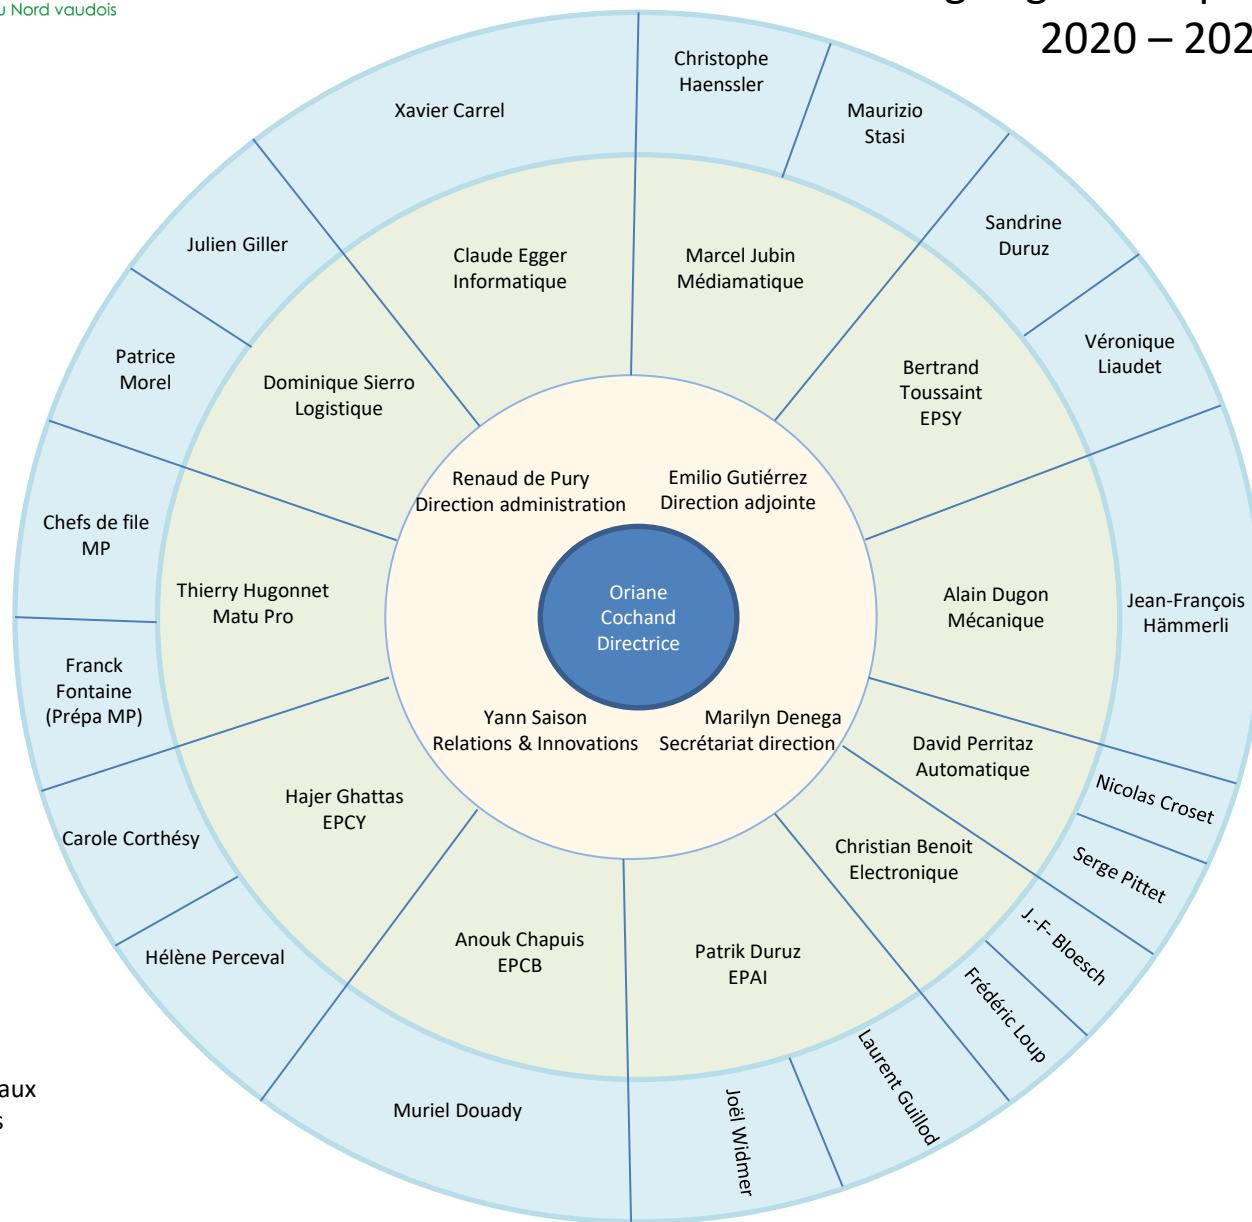 Nord vaudois
2020 – 202
Christophe
Haenssler
Maurizio
Stasi
Xavier Carrel
Sandrine
Duruz
Julien Giller
Claude Egger
Informatique
Marcel Jubin
Médiamatique
Véronique
Liaudet
Patrice
Morel
Dominique Sierro
Logistique
Bertrand
Toussaint
EPSY
Renaud de Pury
Direction administration
Emilio Gutiérrez
Direction adjointe
Chefs de file
MP
Thierry Hugonnet
Matu Pro
Oriane
Cochand
Directrice
Alain Dugon
Mécanique
Jean-François
Hämmerli
Franck
Fontaine
(Prépa MP)
Yann Saison
Relations & Innovations
Marilyn Denega
Secrétariat direction
David Perritaz
Automatique
Nicolas Croset
Hajer Ghattas
EPCY
Carole Corthésy
Christian Benoit
Electronique
Serge Pittet
J.-F- Bloesch
Anouk Chapuis
EPCB
Patrik Duruz
EPAI
Hélène Perceval
Frédéric Loup
Laurent Guillod
Muriel Douady
Joël Widmer
aux
s